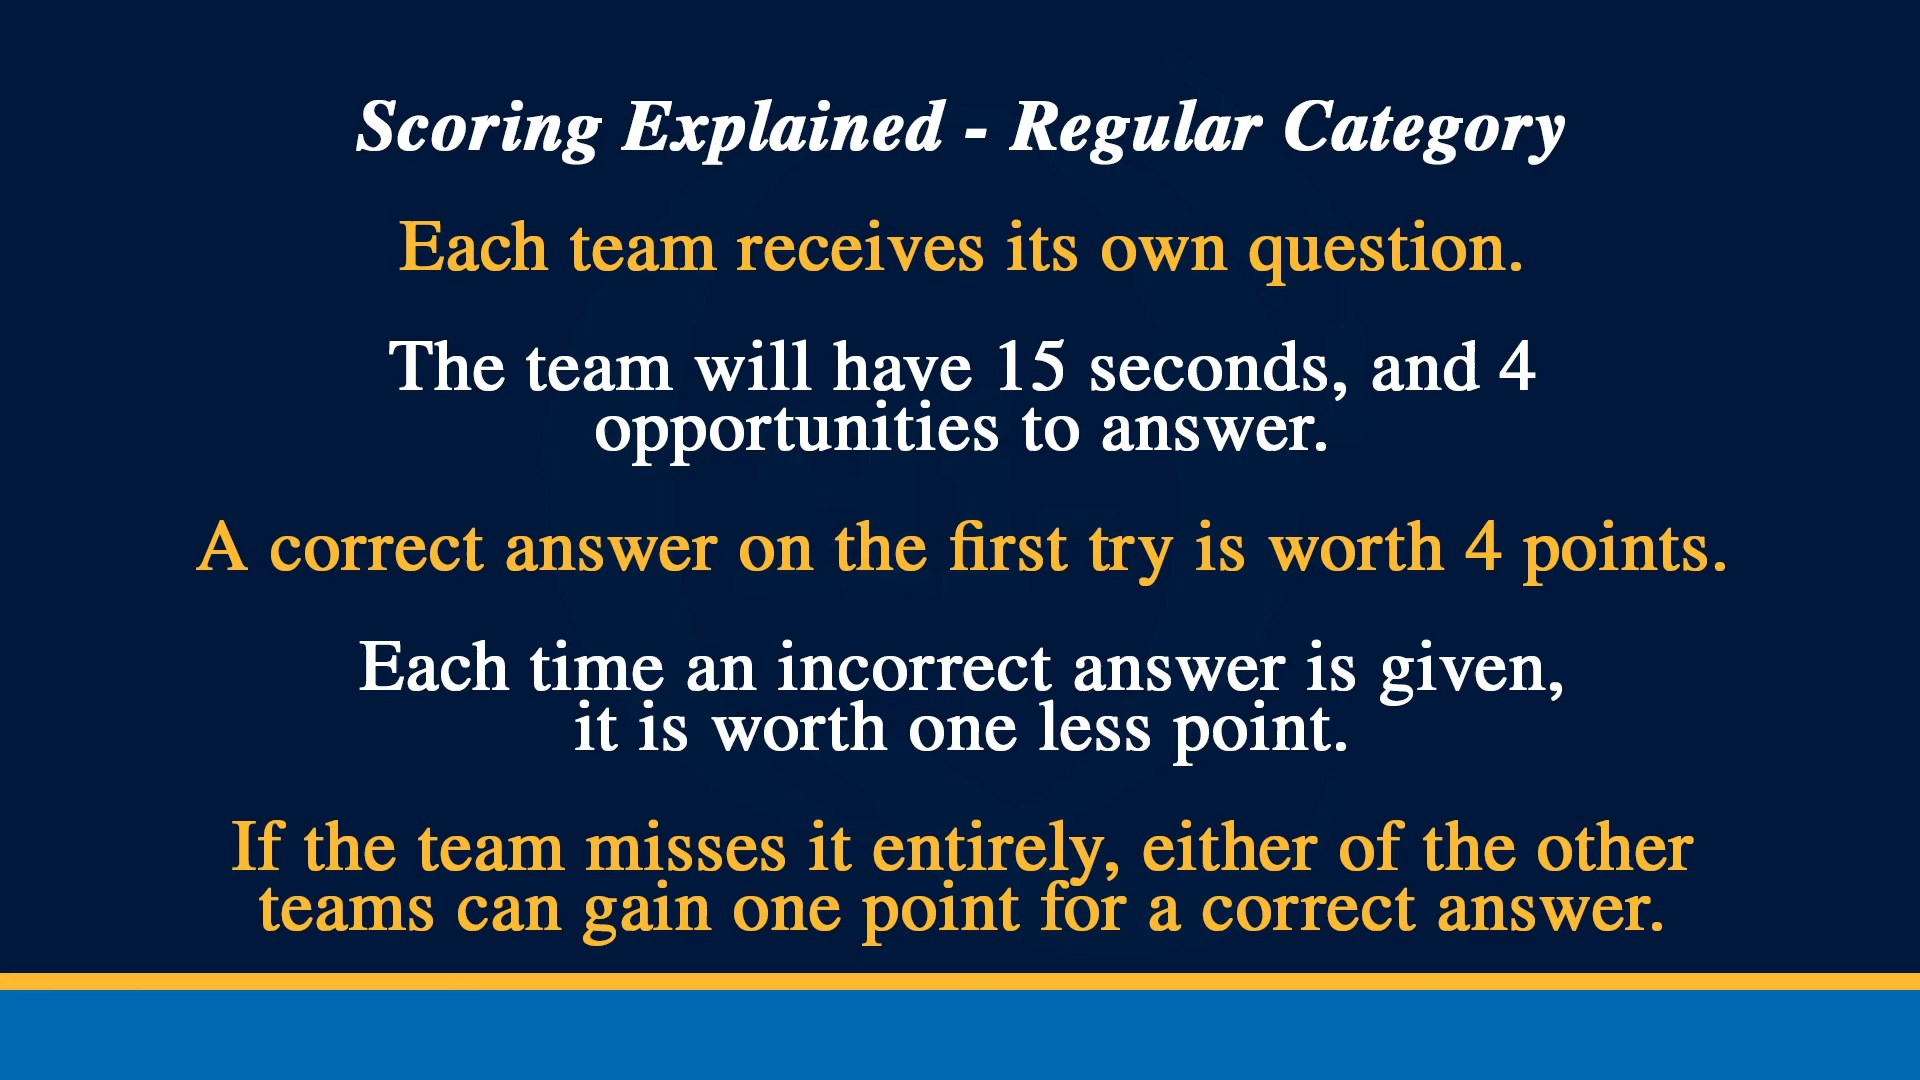 Scoring Explained - Regular Category
Each team receives its own question.
The team will have 15 seconds, and 4
opportunities to answer.
A correct answer on the first try is worth 4 points.
Each time an incorrect answer is given,
it is worth one less point.
If the team misses it entirely, either of the other
teams can gain one point for a correct answer.